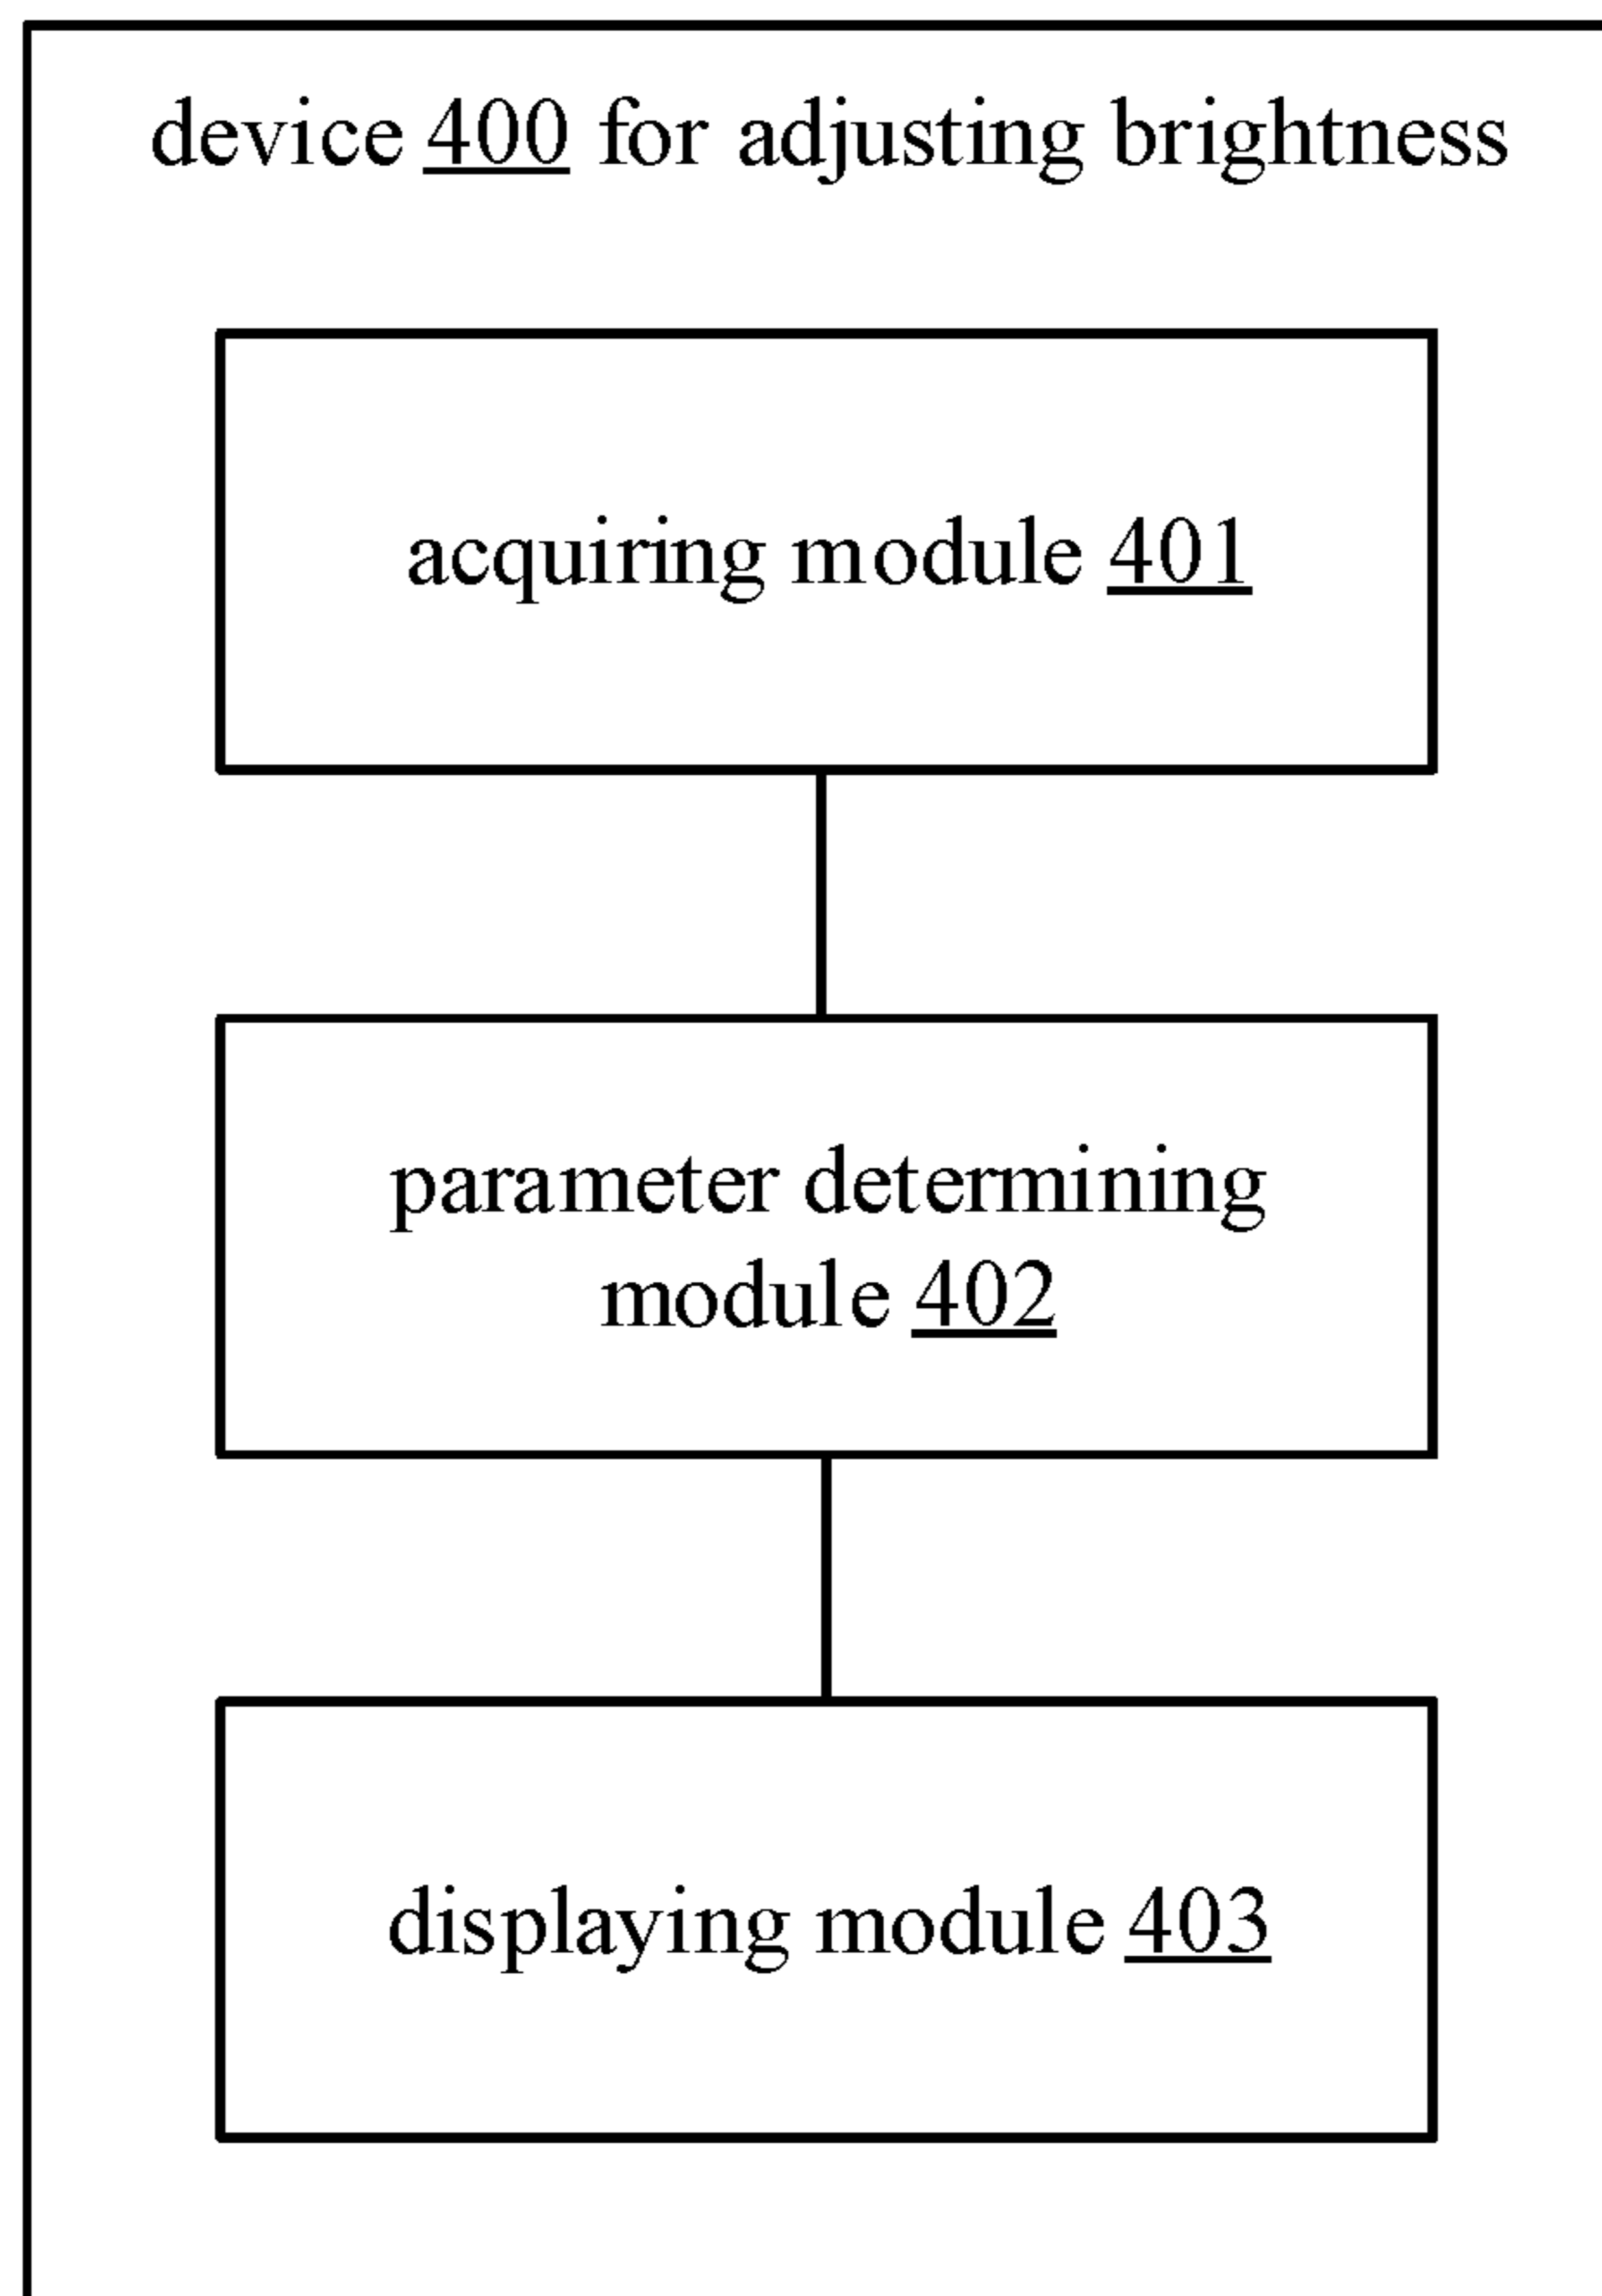 device 400 for adjusting brightness
acquiring module 401
parameter determining
module 402
displaying module 403